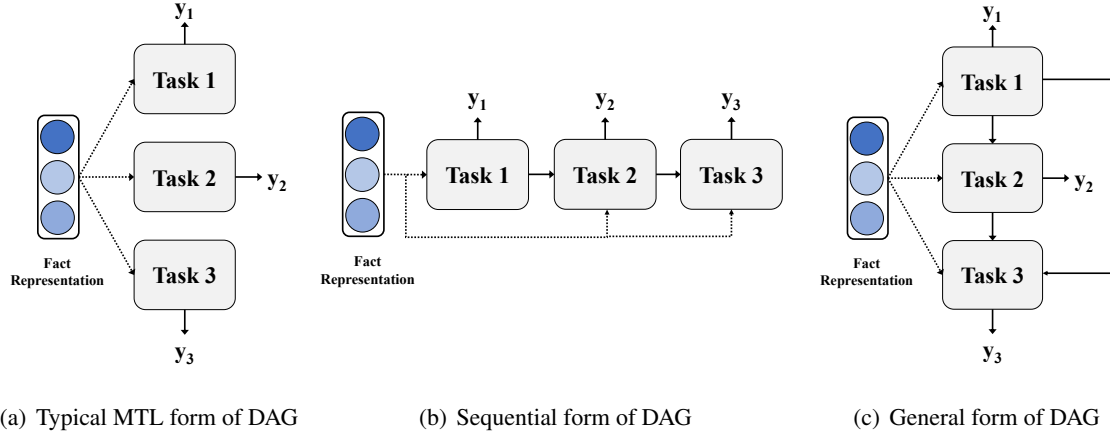 y1
Task 1
Task 2
y2
Task 3
y3
Fact
Representation
(a) Typical MTL form of DAG
y1
y2
y3
Task 1
Task 2
Task 3
Fact
Representation
(b) Sequential form of DAG
y1
Task 1
Task 2
y2
Task 3
y3
Fact
Representation
(c) General form of DAG